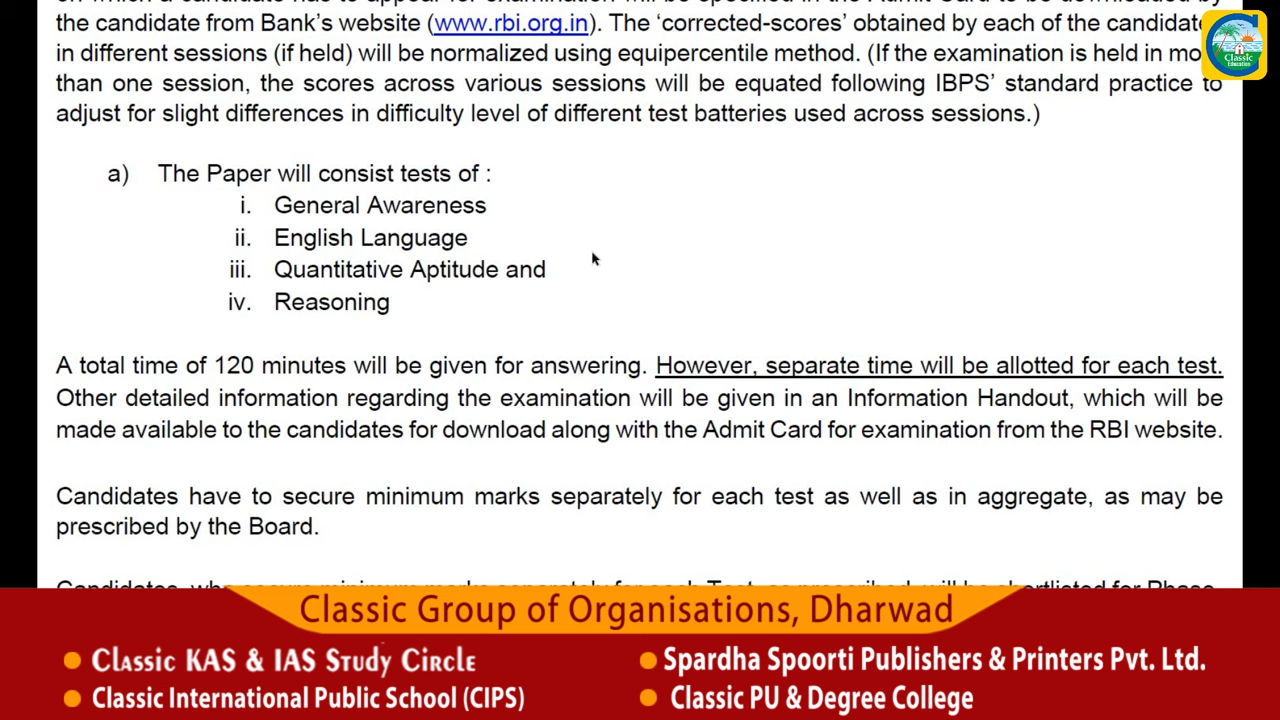 the candidate from Bank's website (www.rbi.org.in). The 'corrected-scores' obtained by each of the
in different sessions (if held) will be normalized using equipercentile method. (If the examination is held in
than one session, the scores across various sessions will be equated following IBPS' standard practice to
adjust for slight differences in difficulty level of different test batteries used across sessions.)
a) The Paper will consist tests of :
i. General Awareness
ii. English Language
iii. Quantitative Aptitude and
iv. Reasoning
A total time of 120 minutes will be given for answering. However, separate time will be allotted for each test.
Other detailed information regarding the examination will be given in an Information Handout, which will be
made available to the candidates for download along with the Admit Card for examination from the RBI website.
Candidates have to secure minimum marks separately for each test as well as in aggregate, as may be
prescribed by the Board.
Classic Group of Organisations, Dharwad
Classic KAS & IAS Study Circle
Spardha Spoorti Publishers & Printers Pvt. Ltd.
Classic International Public School (CIPS)
Classic PU & Degree College
Classic
Education